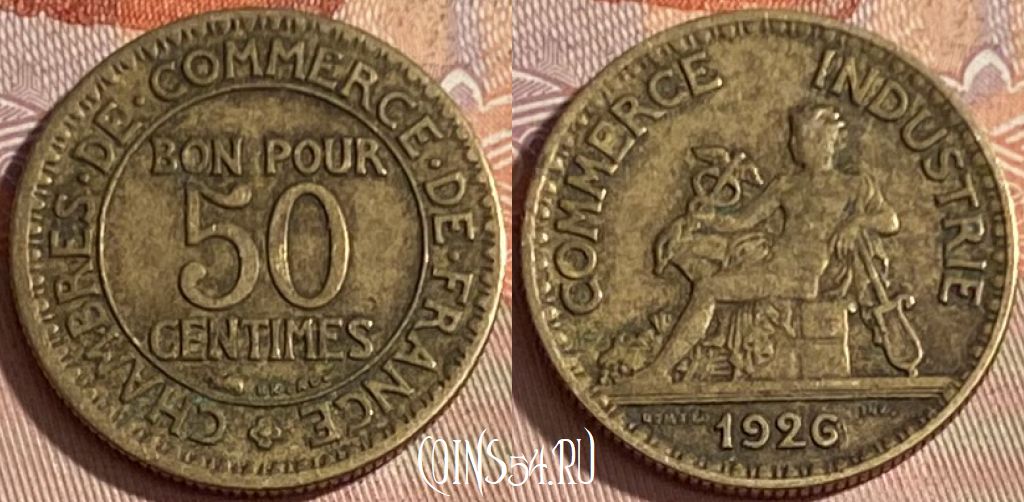 CHAMBRES · DE · COMMERCE · DE · FRANCE
BON POUR
50
CENTIMES
COMMERCE INDUSTRIE
1926
COINS54.RU